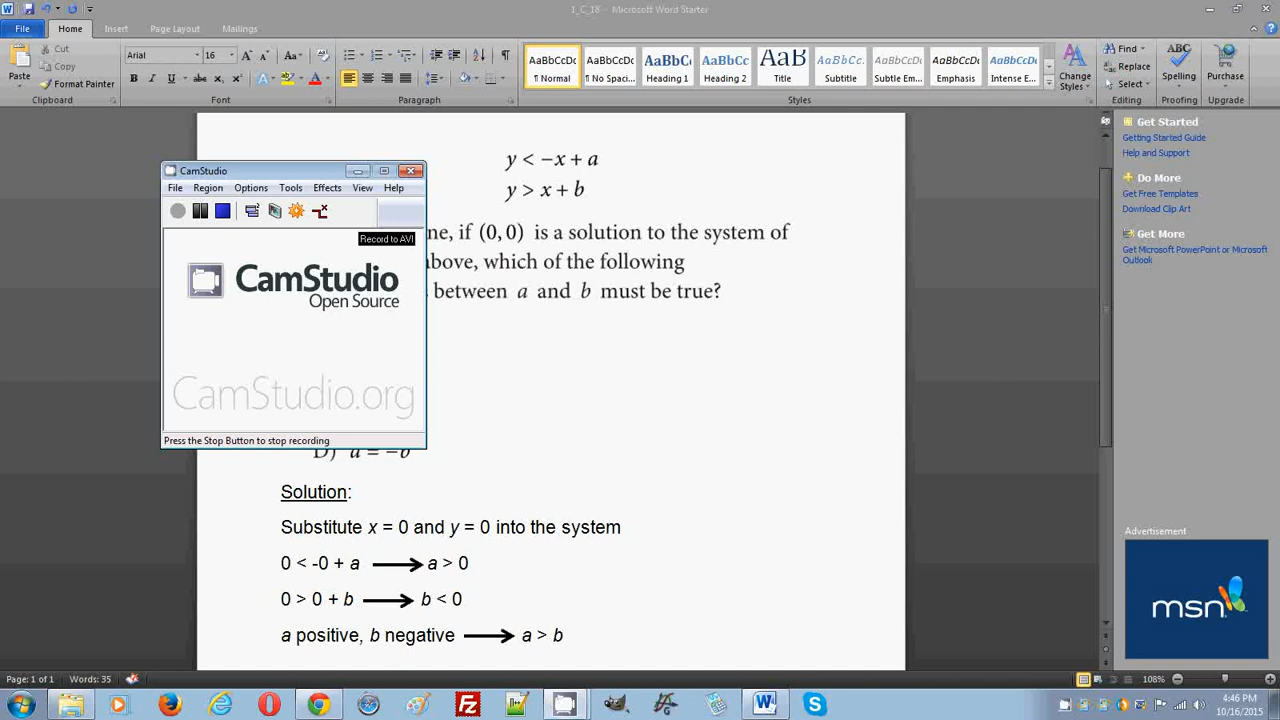 1_C_18 - Microsoft Word Starter
File Home Insert Page Layout Mailings
Paste
Cut
Copy
Format Painter
Clipboard
Arial 16
Font
Paragraph
AaBbCcDc AaBbCcDc AaBbCc AaBbCc AaB AaBbCc. AaBbCcDc AaBbCcDc AaBbCcDc
¶ Normal ¶ No Spaci... Heading 1 Heading 2 Title Subtitle Subtle Em... Emphasis Intense E...
Change
Styles
Styles
Find
Replace
Select
Editing
Spelling
Proofing
Purchase
Upgrade
y < −x + a
y > x + b
ne, if (0, 0) is a solution to the system of
above, which of the following
between a and b must be true?
D) a = −b
Solution:
Substitute x = 0 and y = 0 into the system
0 < -0 + a a > 0
0 > 0 + b b < 0
a positive, b negative a > b
CamStudio
File Region Options Tools Effects View Help
Record to AVI
CamStudio
Open Source
CamStudio.org
Press the Stop Button to stop recording
Get Started
Getting Started Guide
Help and Support
Do More
Get Free Templates
Download Clip Art
Get More
Get Microsoft PowerPoint or Microsoft
Outlook
Advertisement
msn
Page: 1 of 1 Words: 35
108%
4:46 PM
10/16/2015